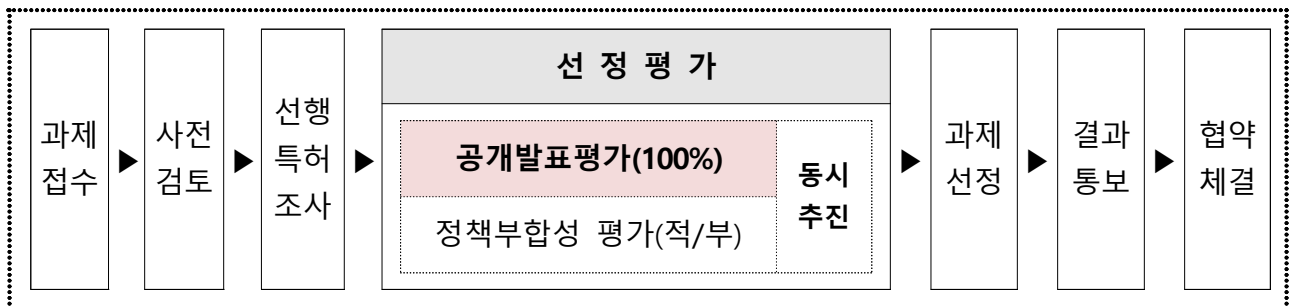 과제
접수
▶
사전
검토
▶
선행
특허
조사
▶
선 정 평 가
공개발표평가(100%)
정책부합성 평가(적/부)
동시
추진
▶
과제
선정
▶
결과
통보
▶
협약
체결